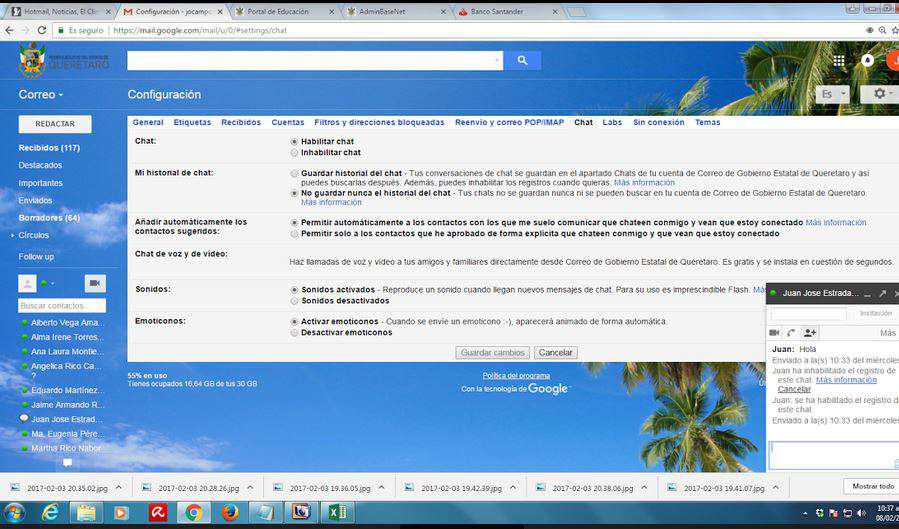 Hotmail, Noticias, El Cli
Configuración - jocampo
Portal de Educación
AdminBaseNet
Banco Santander
Es seguro
https://mail.google.com/mail/u/0/#settings/chat
QUERÉTARO
Correo
Configuración
Es
REDACTAR
General Etiquetas Recibidos Cuentas Filtros y direcciones bloqueadas Reenvío y correo POP/IMAP Chat Labs Sin conexión Temas
Recibidos (117)
Destacados
Importantes
Enviados
Borradores (64)
Círculos
Follow up
Buscar contactos...
Alberto Vega Ama...
Alma Irene Torres...
Ana Laura Montie...
Angelica Rico Ca...
?
Eduardo Martínez...
Jaime Armando R...
Juan Jose Estrad...
Ma. Eugenia Pére...
Martha Rico Nabor
Chat:
Habilitar chat
Inhabilitar chat
Mi historial de chat:
Guardar historial del chat - Tus conversaciones de chat se guardan en el apartado Chats de tu cuenta de Correo de Gobierno Estatal de Queretaro y así
puedes buscarlas después. Además, puedes inhabilitar los registros cuando quieras. Más información
No guardar nunca el historial del chat - Tus chats no se guardan nunca ni se pueden buscar en tu cuenta de Correo de Gobierno Estatal de Queretaro.
Más información
Añadir automáticamente los
contactos sugeridos:
Permitir automáticamente a los contactos con los que me suelo comunicar que chateen conmigo y vean que estoy conectado Más información
Permitir solo a los contactos que he aprobado de forma explícita que chateen conmigo y que vean que estoy conectado
Chat de voz y de vídeo:
Haz llamadas de voz y vídeo a tus amigos y familiares directamente desde Correo de Gobierno Estatal de Queretaro. Es gratis y se instala en cuestión de segundos.
Sonidos:
Sonidos activados - Reproduce un sonido cuando llegan nuevos mensajes de chat. Para su uso es imprescindible Flash. Má
Sonidos desactivados
Emoticonos:
Activar emoticonos - Cuando se envíe un emoticono :-), aparecerá animado de forma automática.
Desactivar emoticonos
Guardar cambios Cancelar
55% en uso
Tienes ocupados 16,64 GB de tus 30 GB
Política del programa
Con la tecnología de Google
Juan Jose Estrada...
Invitación
Más
Juan: Hola
Enviado a la(s) 10:33 del miércoles
Juan ha inhabilitado el registro de
este chat. Más información
Cancelar
Juan: se ha habilitado el registro d
este chat.
Enviado a la(s) 10:33 del miércoles
2017-02-03 20.35.02.jpg
2017-02-03 20.28.26.jpg
2017-02-03 19.36.05.jpg
2017-02-03 19.42.39.jpg
2017-02-03 20.38.06.jpg
2017-02-03 19.41.07.jpg
Mostrar todo
10:37 a
08/02/2